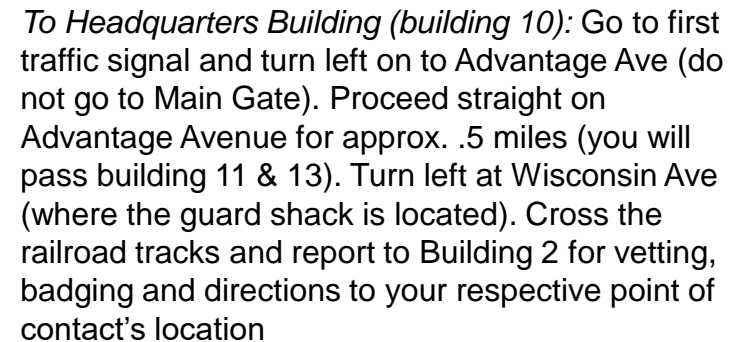 To Headquarters Building (building 10): Go to first
traffic signal and turn left on to Advantage Ave (do
not go to Main Gate). Proceed straight on
Advantage Avenue for approx. .5 miles (you will
pass building 11 & 13). Turn left at Wisconsin Ave
(where the guard shack is located). Cross the
railroad tracks and report to Building 2 for vetting,
badging and directions to your respective point of
contact’s location